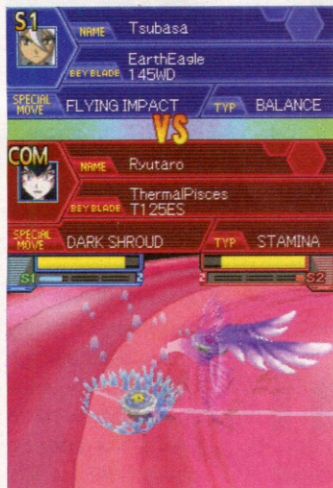 S1
NAME Tsubasa
BEYBLADE EarthEagle
145WD
SPECIAL MOVE FLYING IMPACT TYP BALANCE
VS
COM
NAME Ryutaro
BEYBLADE ThermalPisces
T125ES
SPECIAL MOVE DARK SHROUD TYP STAMINA
S1 S2